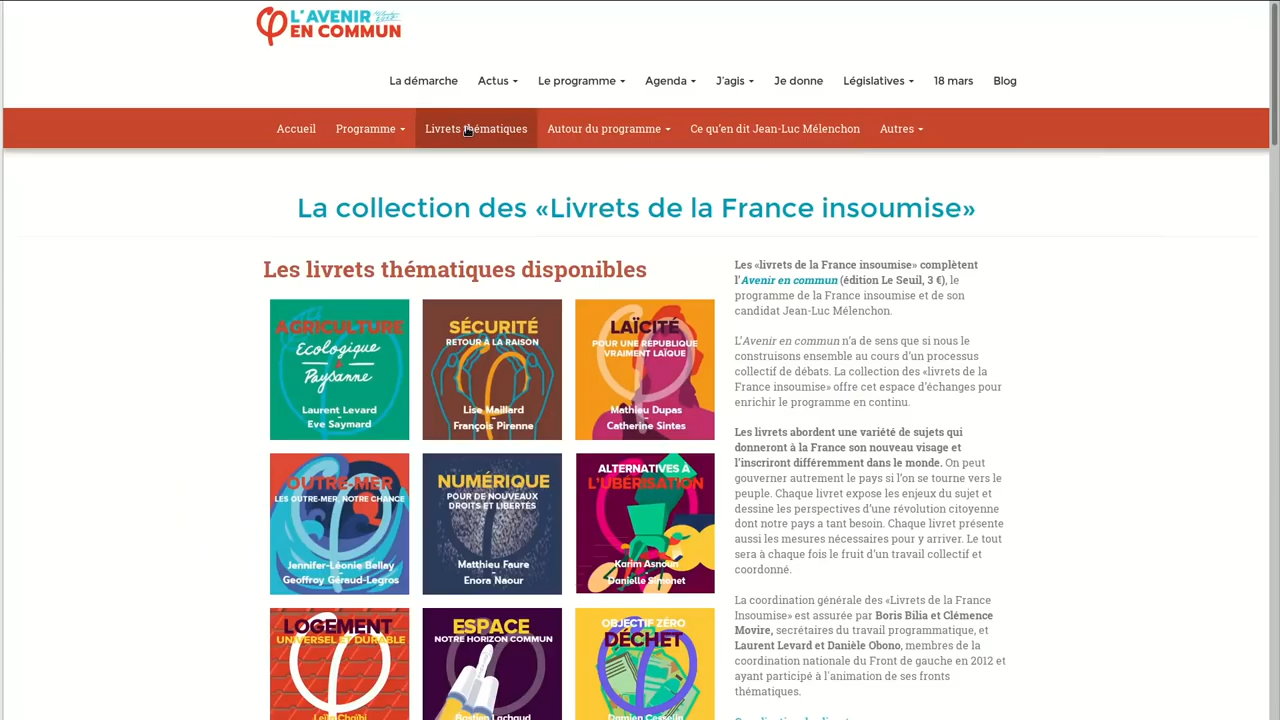 L'AVENIR
EN COMMUN
La démarche Actus Le programme Agenda J'agis Je donne Législatives 18 mars Blog
Accueil Programme Livrets thématiques Autour du programme Ce qu'en dit Jean-Luc Mélenchon Autres
La collection des «Livrets de la France insoumise»
Les livrets thématiques disponibles
AGRICULTURE
Ecologique
Paysanne
Laurent Levard
-
Eve Saymard
SÉCURITÉ
RETOUR À LA RAISON
Lise Maillard
-
François Pirenne
LAÏCITÉ
POUR UNE RÉPUBLIQUE
VRAIMENT LAÏQUE
Mathieu Dupas
-
Catherine Sintes
OUTRE-MER
LES OUTRE-MER, NOTRE CHANCE
Jennifer-Léonie Bellay
-
Geoffroy Géraud-Legros
NUMÉRIQUE
POUR DE NOUVEAUX
DROITS ET LIBERTÉS
Matthieu Faure
-
Enora Naour
ALTERNATIVES À
L'UBÉRISATION
Karim Asnoun
-
Danielle Simonet
LOGEMENT
UNIVERSEL ET DURABLE
Leïla Chaibi
ESPACE
NOTRE HORIZON COMMUN
Bastien Lachaud
OBJECTIF ZÉRO
DÉCHET
Damien Cesselin
Les «livrets de la France insoumise» complètent
l'Avenir en commun (édition Le Seuil, 3 €), le
programme de la France insoumise et de son
candidat Jean-Luc Mélenchon.
L'Avenir en commun n'a de sens que si nous le
construisons ensemble au cours d'un processus
collectif de débats. La collection des «livrets de la
France insoumise» offre cet espace d'échanges pour
enrichir le programme en continu.
Les livrets abordent une variété de sujets qui
donneront à la France son nouveau visage et
l'inscriront différemment dans le monde. On peut
gouverner autrement le pays si l'on se tourne vers le
peuple. Chaque livret expose les enjeux du sujet et
dessine les perspectives d'une révolution citoyenne
dont notre pays a tant besoin. Chaque livret présente
aussi les mesures nécessaires pour y arriver. Le tout
sera à chaque fois le fruit d'un travail collectif et
coordonné.
La coordination générale des «Livrets de la France
Insoumise» est assurée par Boris Bilia et Clémence
Movire, secrétaires du travail programmatique, et
Laurent Levard et Danièle Obono, membres de la
coordination nationale du Front de gauche en 2012 et
ayant participé à l'animation de ses fronts
thématiques.